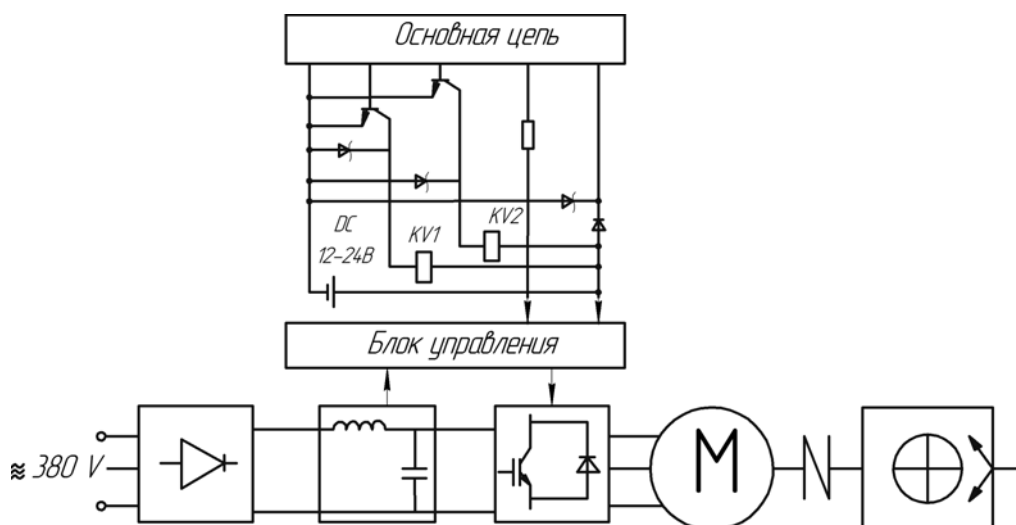 Основная цепь
DC
12-24В
KV1
KV2
Блок управления
≈ 380 V
M